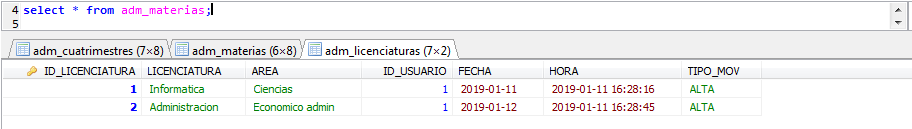 4 select * from adm_materias;
5
adm_cuatrimestres (7×8) adm_materias (6×8) adm_licenciaturas (7×2)
ID_LICENCIATURA LICENCIATURA AREA ID_USUARIO FECHA HORA TIPO_MOV
1 Informatica Ciencias 1 2019-01-11 2019-01-11 16:28:16 ALTA
2 Administracion Economico admin 1 2019-01-12 2019-01-11 16:28:45 ALTA